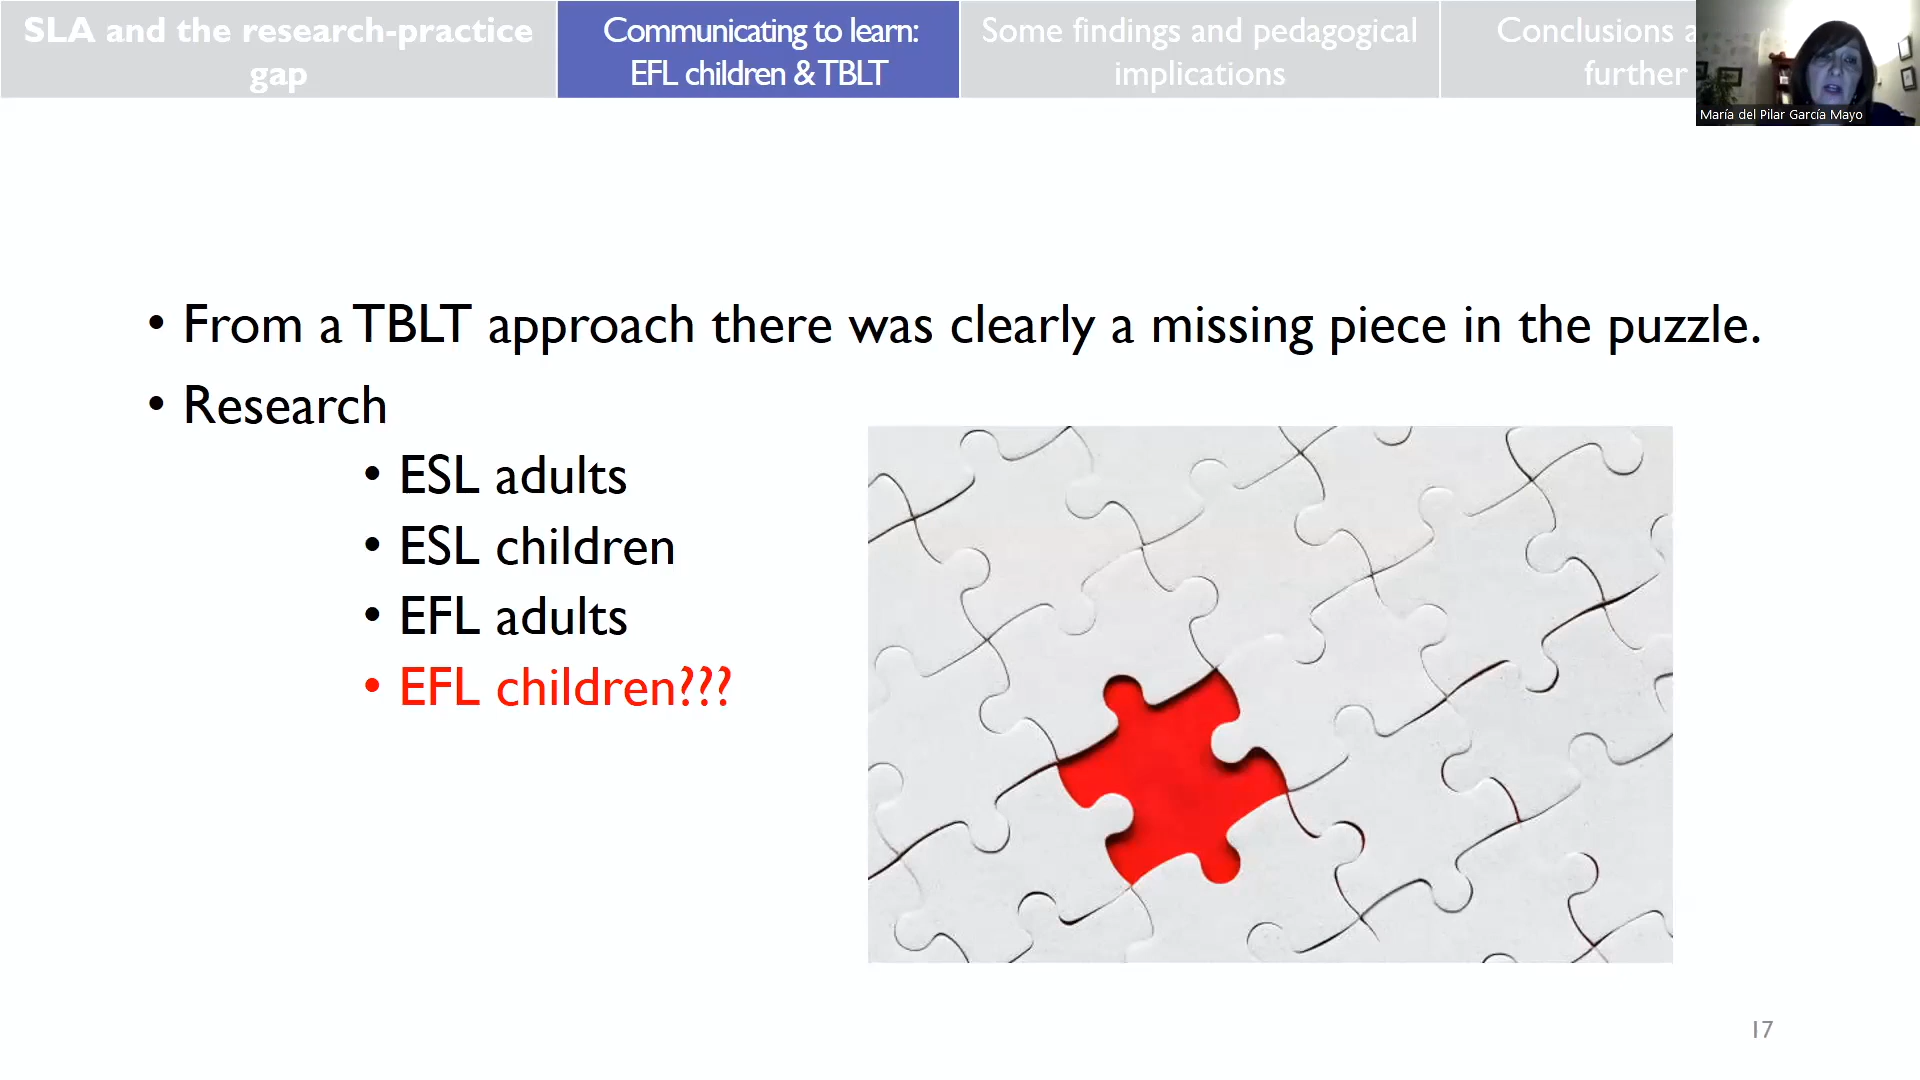 SLA and the research-practice
gap
Communicating to learn:
EFL children & TBLT
Some findings and pedagogical
implications
Conclusions a
further
María del Pilar García Mayo
• From a TBLT approach there was clearly a missing piece in the puzzle.
• Research
• ESL adults
• ESL children
• EFL adults
• EFL children???
17